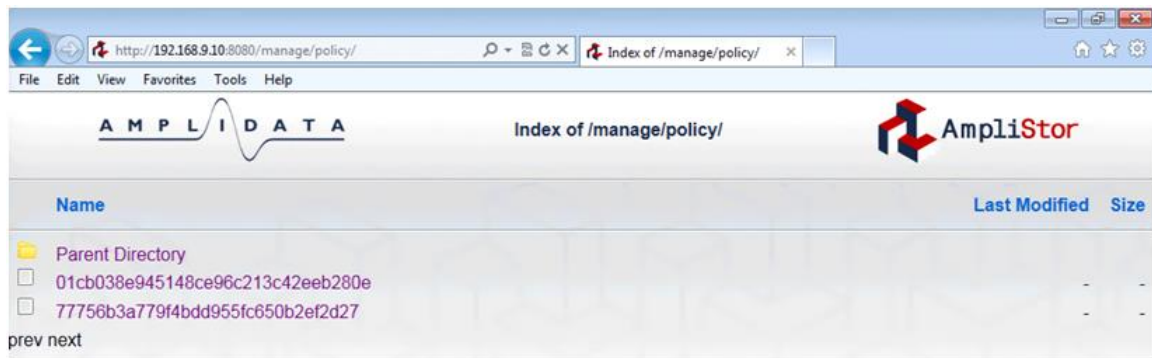 http://192.168.9.10:8080/manage/policy/ Index of /manage/policy/
File Edit View Favorites Tools Help
AMPLIDATA Index of /manage/policy/ AmpliStor
Name Last Modified Size
Parent Directory
01cb038e945148ce96c213c42eeb280e - -
77756b3a779f4bdd955fc650b2ef2d27 - -
prev next